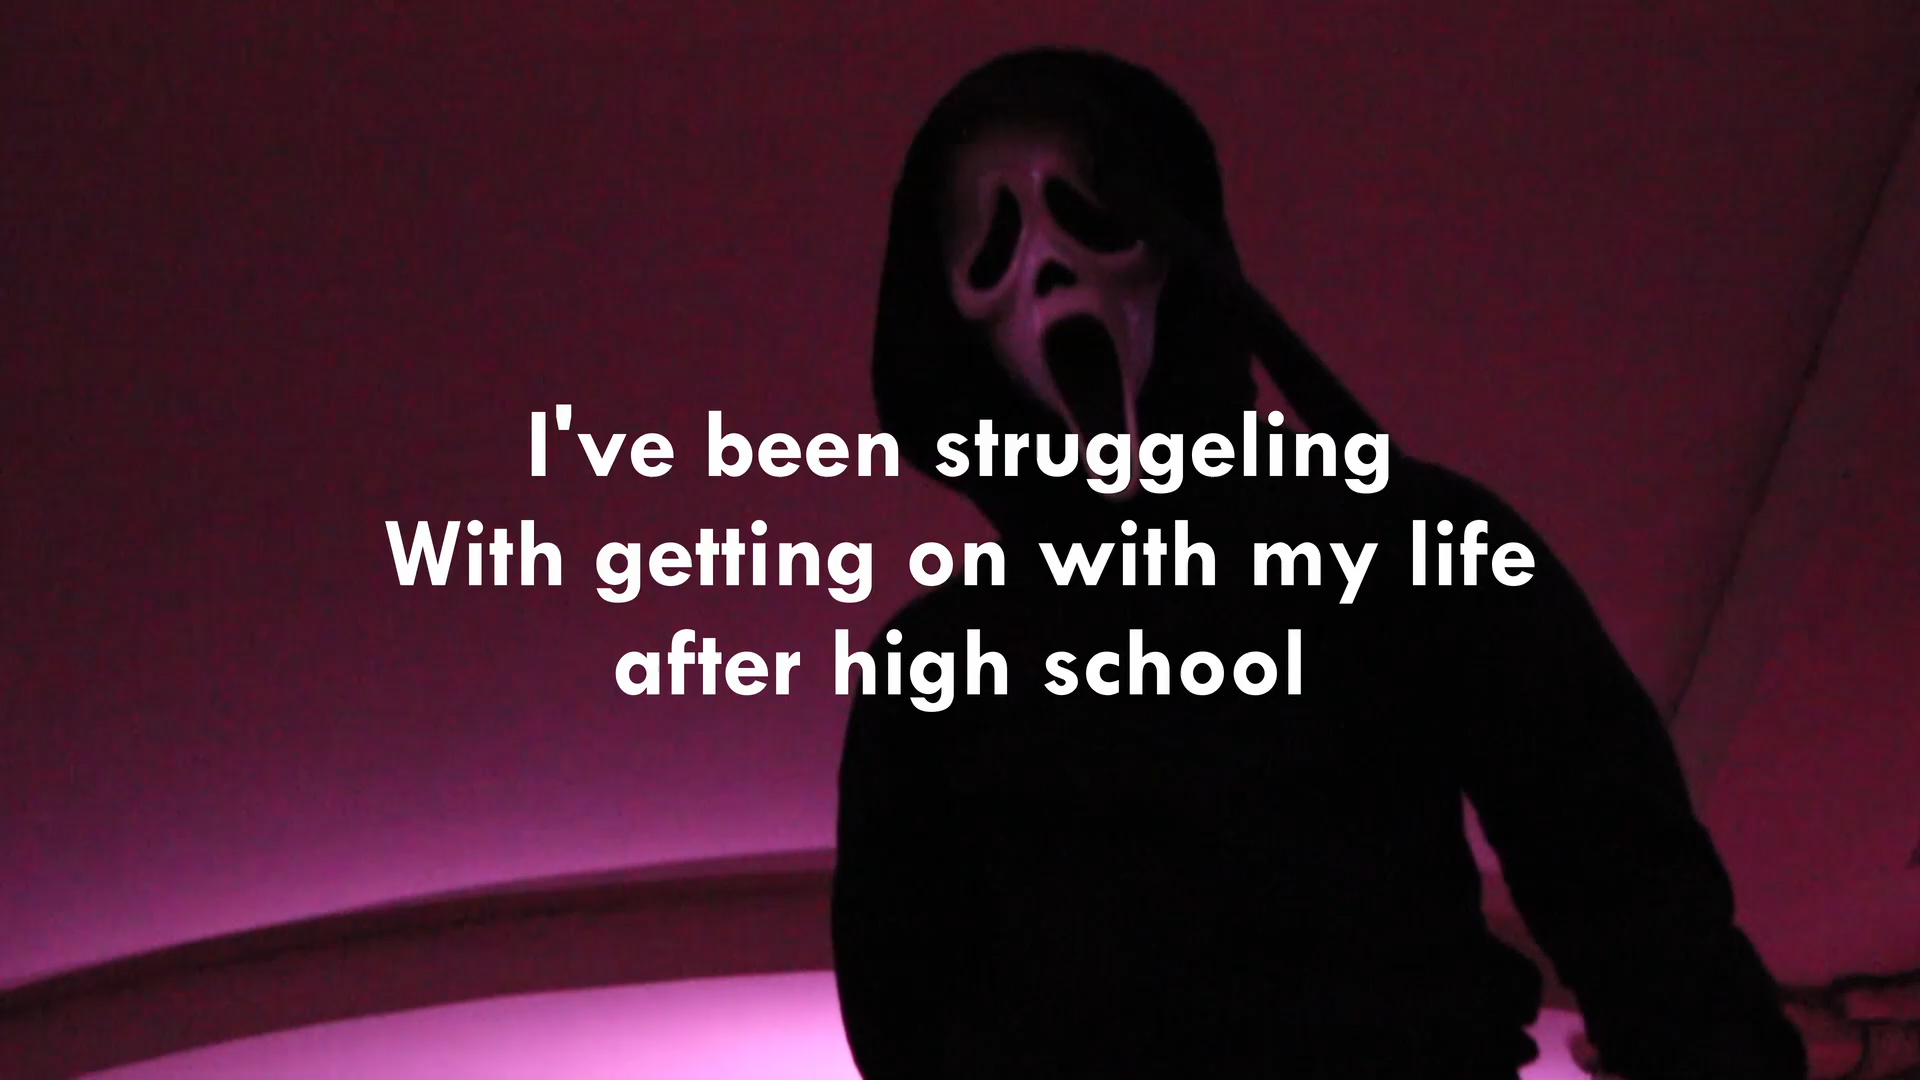 I've been struggeling
With getting on with my life
after high school